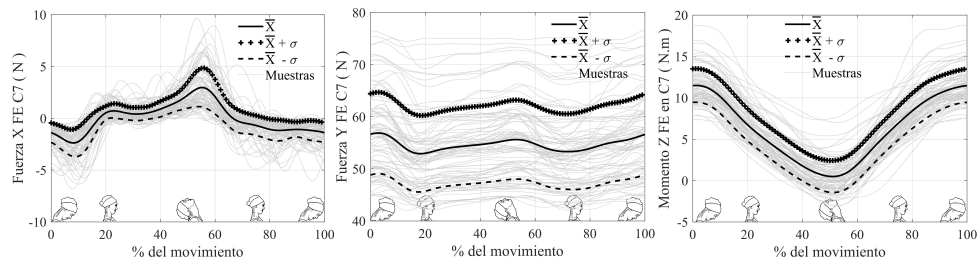 10
5
0
-5
-10
Fuerza X FE C7 ( N )
X
X + σ
X - σ
Muestras
0 20 40 60 80 100
% del movimiento
80
70
60
50
40
Fuerza Y FE C7 ( N )
X
X + σ
X - σ
Muestras
0 20 40 60 80 100
% del movimiento
20
15
10
5
0
-5
Momento Z FE en C7 ( N.m )
X
X + σ
X - σ
Muestras
0 20 40 60 80 100
% del movimiento